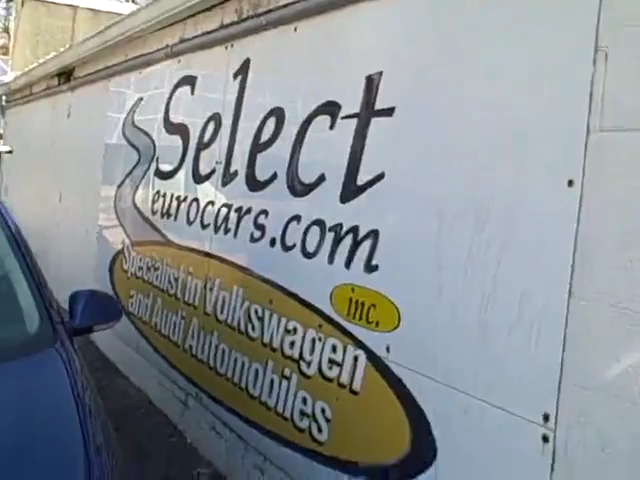 Select
eurocars.com
inc.
Specialist in Volkswagen
and Audi Automobiles